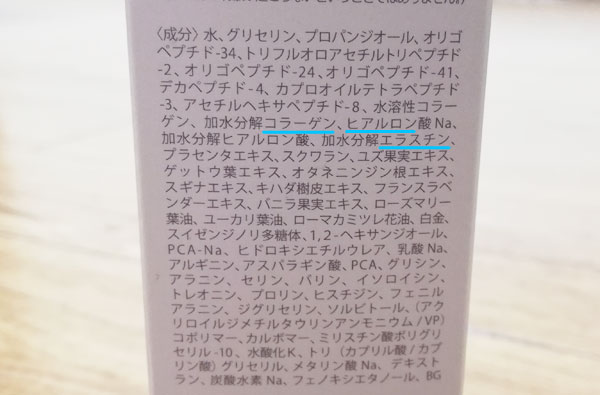 〈成分〉水、グリセリン、プロパンジオール、オリゴ
ペプチド-34、トリフルオロアセチルトリペプチド
-2、オリゴペプチド-24、オリゴペプチド-41、
デカペプチド-4、カプロオイルテトラペプチド
-3、アセチルヘキサペプチド-8、水溶性コラー
ゲン、加水分解コラーゲン、ヒアルロン酸Na、
加水分解ヒアルロン酸、加水分解エラスチン、
プラセンタエキス、スクワラン、ユズ果実エキス、
ゲットウ葉エキス、オタネニンジン根エキス、
スギナエキス、キハダ樹皮エキス、フランスラベ
ンダーエキス、バニラ果実エキス、ローズマリー
葉油、ユーカリ葉油、ローマカミツレ花油、白金、
スイゼンジノリ多糖体、1,2-ヘキサンジオール、
PCA-Na、ヒドロキシエチルウレア、乳酸Na、
アルギニン、アスパラギン酸、PCA、グリシン、
アラニン、セリン、バリン、イソロイシン、
トレオニン、プロリン、ヒスチジン、フェニル
アラニン、ジグリセリン、ソルビトール、(アク
リロイルジメチルタウリンアンモニウム/VP)
コポリマー、カルボマー、ミリスチン酸ポリグリ
セリル-10、水酸化K、トリ(カプリル酸/カプ
リン酸)グリセリル、メタリン酸Na、デキスト
ラン、炭酸水素Na、フェノキシエタノール、BG